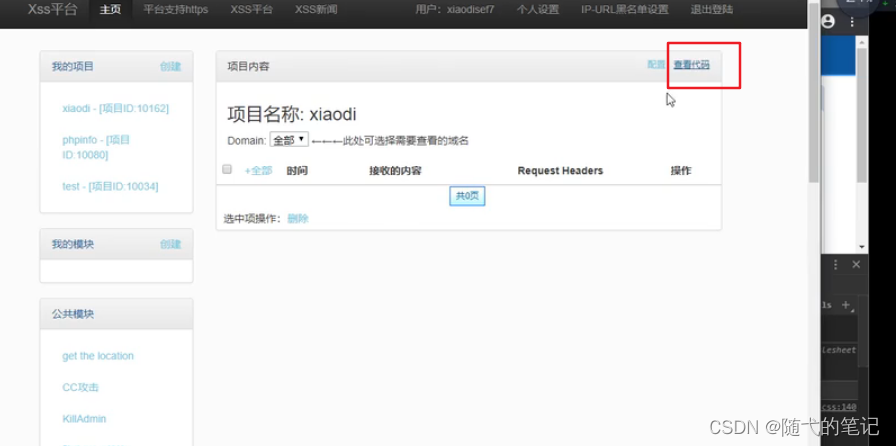 Xss平台 主页 平台支持https XSS平台 XSS新闻 用户：xiaodisef7 个人设置 IP-URL黑名单设置 退出登陆
我的项目 创建
xiaodi - [项目ID:10162]
phpinfo - [项目
ID:10080]
test - [项目ID:10034]
我的模块 创建
公共模块
get the location
CC攻击
KillAdmin
项目内容 配置 查看代码
项目名称: xiaodi
Domain: 全部 ←←←此处可选择需要查看的域名
+全部 时间 接收的内容 Request Headers 操作
共0页
选中项操作： 删除
ls +
lesheet
css:140
CSDN @随弋的笔记